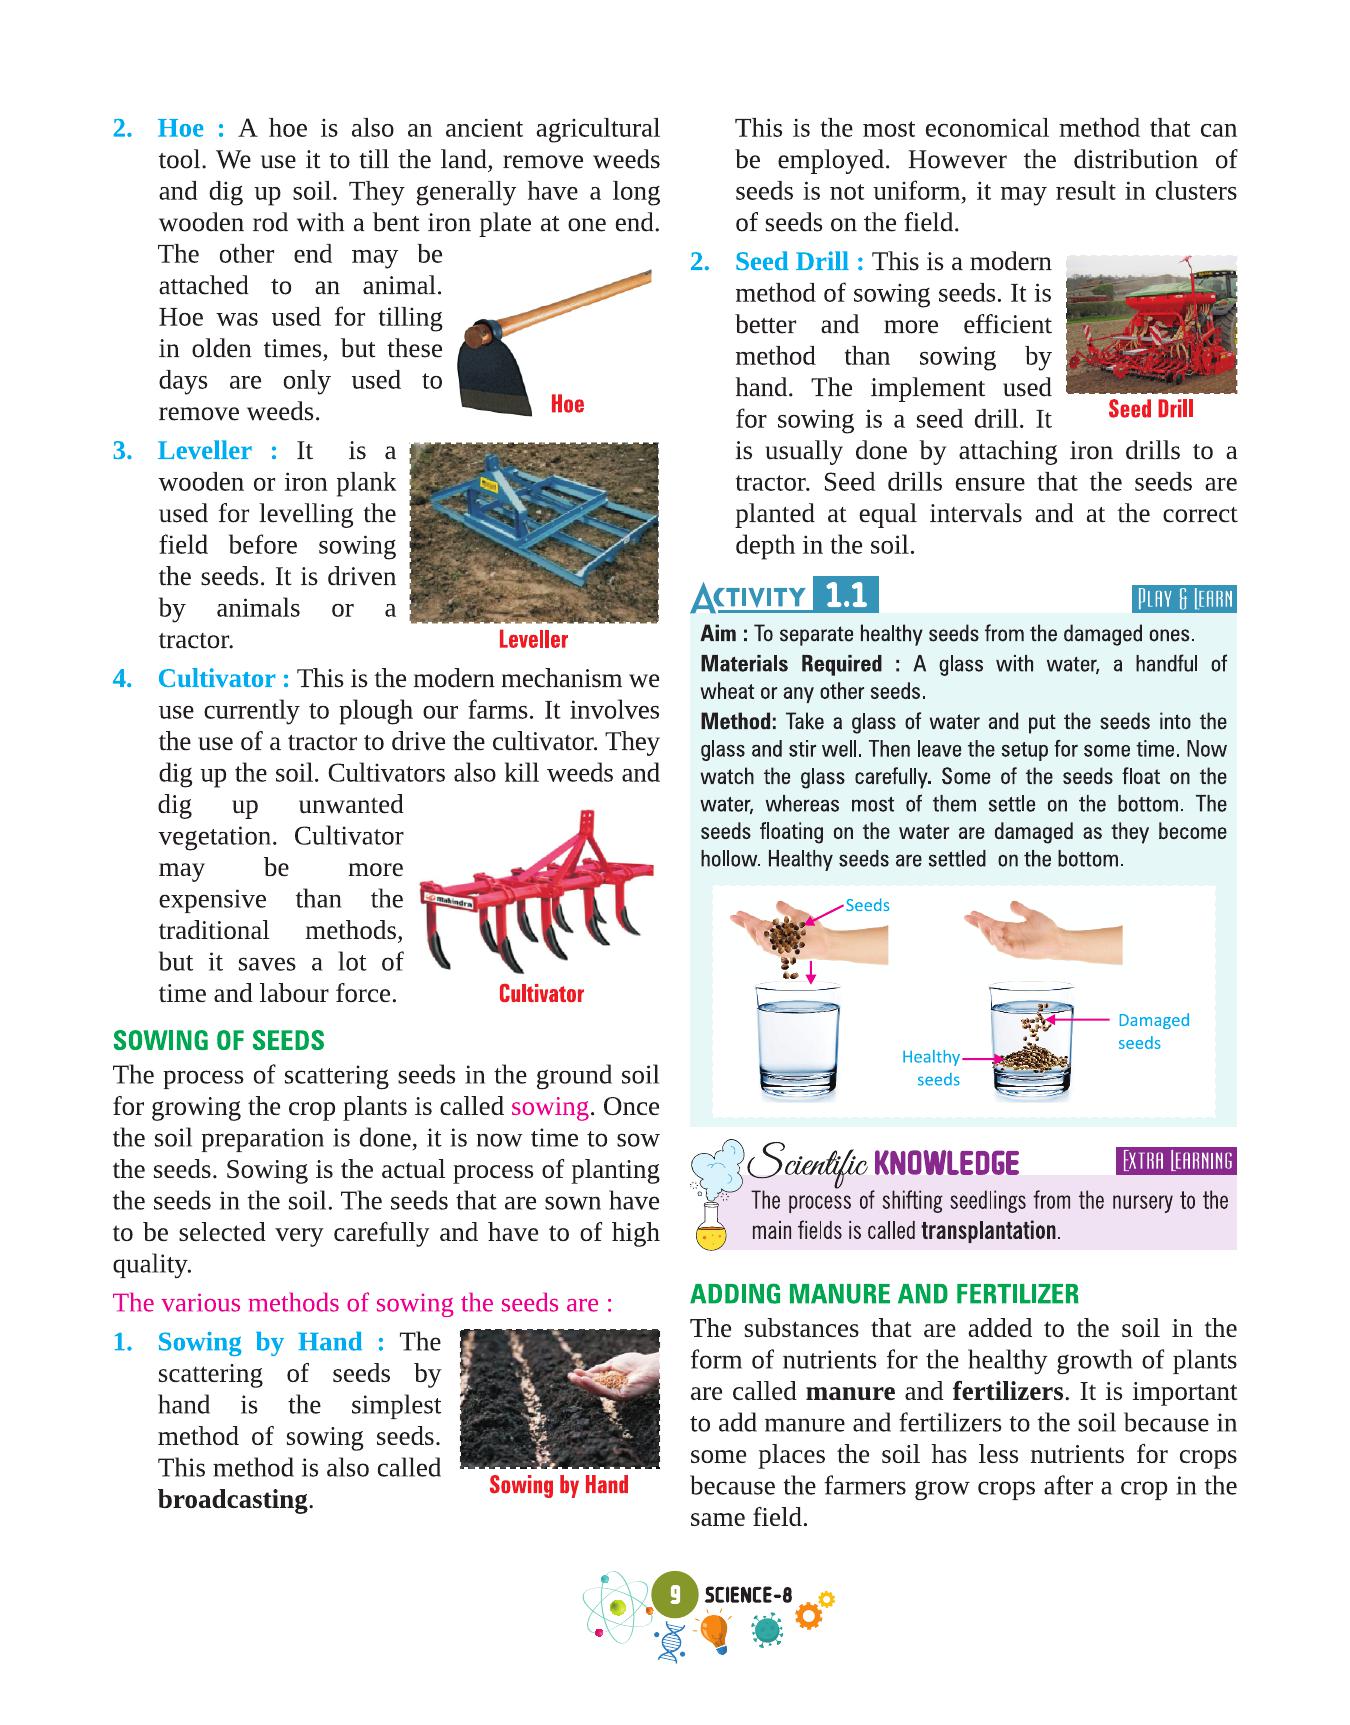 2. Hoe : A hoe is also an ancient agricultural
tool. We use it to till the land, remove weeds
and dig up soil. They generally have a long
wooden rod with a bent iron plate at one end.
The other end may be
attached to an animal.
Hoe was used for tilling
in olden times, but these
days are only used to
remove weeds.
Hoe
3. Leveller : It is a
wooden or iron plank
used for levelling the
field before sowing
the seeds. It is driven
by animals or a
tractor.
Leveller
4. Cultivator : This is the modern mechanism we
use currently to plough our farms. It involves
the use of a tractor to drive the cultivator. They
dig up the soil. Cultivators also kill weeds and
dig up unwanted
vegetation. Cultivator
may be more
expensive than the
traditional methods,
but it saves a lot of
time and labour force.
Mahindra
Cultivator
SOWING OF SEEDS
The process of scattering seeds in the ground soil
for growing the crop plants is called sowing. Once
the soil preparation is done, it is now time to sow
the seeds. Sowing is the actual process of planting
the seeds in the soil. The seeds that are sown have
to be selected very carefully and have to of high
quality.
The various methods of sowing the seeds are :
1. Sowing by Hand : The
scattering of seeds by
hand is the simplest
method of sowing seeds.
This method is also called
broadcasting.
Sowing by Hand
This is the most economical method that can
be employed. However the distribution of
seeds is not uniform, it may result in clusters
of seeds on the field.
2. Seed Drill : This is a modern
method of sowing seeds. It is
better and more efficient
method than sowing by
hand. The implement used
for sowing is a seed drill. It
is usually done by attaching iron drills to a
tractor. Seed drills ensure that the seeds are
planted at equal intervals and at the correct
depth in the soil.
Seed Drill
ACTIVITY 1.1
PLAY & LEARN
Aim : To separate healthy seeds from the damaged ones.
Materials Required : A glass with water, a handful of
wheat or any other seeds.
Method: Take a glass of water and put the seeds into the
glass and stir well. Then leave the setup for some time. Now
watch the glass carefully. Some of the seeds float on the
water, whereas most of them settle on the bottom. The
seeds floating on the water are damaged as they become
hollow. Healthy seeds are settled on the bottom.
Seeds
Damaged
seeds
Healthy
seeds
Scientific KNOWLEDGE
EXTRA LEARNING
The process of shifting seedlings from the nursery to the
main fields is called transplantation.
ADDING MANURE AND FERTILIZER
The substances that are added to the soil in the
form of nutrients for the healthy growth of plants
are called manure and fertilizers. It is important
to add manure and fertilizers to the soil because in
some places the soil has less nutrients for crops
because the farmers grow crops after a crop in the
same field.
9 SCIENCE-8